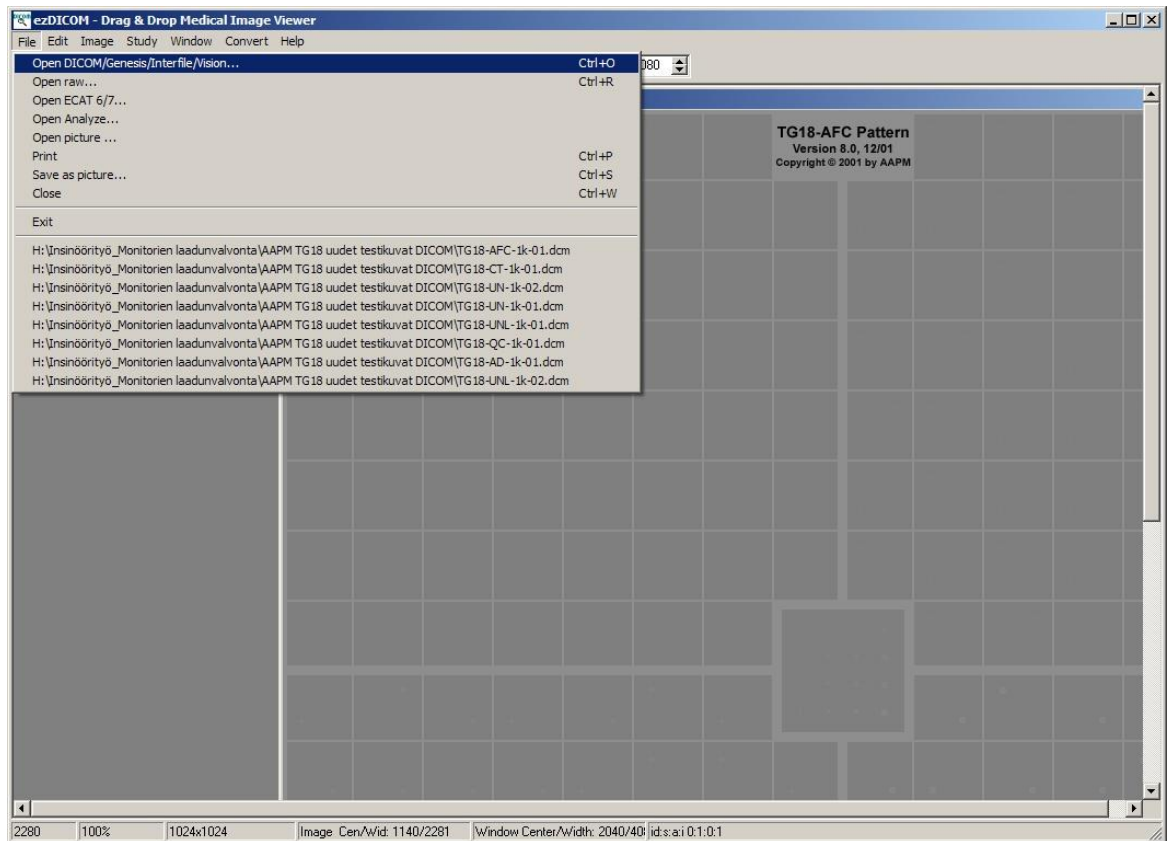 ezDICOM - Drag & Drop Medical Image Viewer
File Edit Image Study Window Convert Help
Open DICOM/Genesis/Interfile/Vision... Ctrl+O
080
Open raw... Ctrl+R
Open ECAT 6/7...
Open Analyze...
Open picture ...
Print Ctrl+P
Save as picture... Ctrl+S
Close Ctrl+W
Exit
H:\Insinöörityö_Monitorien laadunvalvonta\AAPM TG18 uudet testikuvat DICOM\TG18-AFC-1k-01.dcm
H:\Insinöörityö_Monitorien laadunvalvonta\AAPM TG18 uudet testikuvat DICOM\TG18-CT-1k-01.dcm
H:\Insinöörityö_Monitorien laadunvalvonta\AAPM TG18 uudet testikuvat DICOM\TG18-UN-1k-02.dcm
H:\Insinöörityö_Monitorien laadunvalvonta\AAPM TG18 uudet testikuvat DICOM\TG18-UN-1k-01.dcm
H:\Insinöörityö_Monitorien laadunvalvonta\AAPM TG18 uudet testikuvat DICOM\TG18-UNL-1k-01.dcm
H:\Insinöörityö_Monitorien laadunvalvonta\AAPM TG18 uudet testikuvat DICOM\TG18-QC-1k-01.dcm
H:\Insinöörityö_Monitorien laadunvalvonta\AAPM TG18 uudet testikuvat DICOM\TG18-AD-1k-01.dcm
H:\Insinöörityö_Monitorien laadunvalvonta\AAPM TG18 uudet testikuvat DICOM\TG18-UNL-1k-02.dcm
TG18-AFC Pattern
Version 8.0, 12/01
Copyright © 2001 by AAPM
2280 100% 1024x1024 Image Cen/Wid: 1140/2281 Window Center/Width: 2040/40 id:s:a:i 0:1:0:1